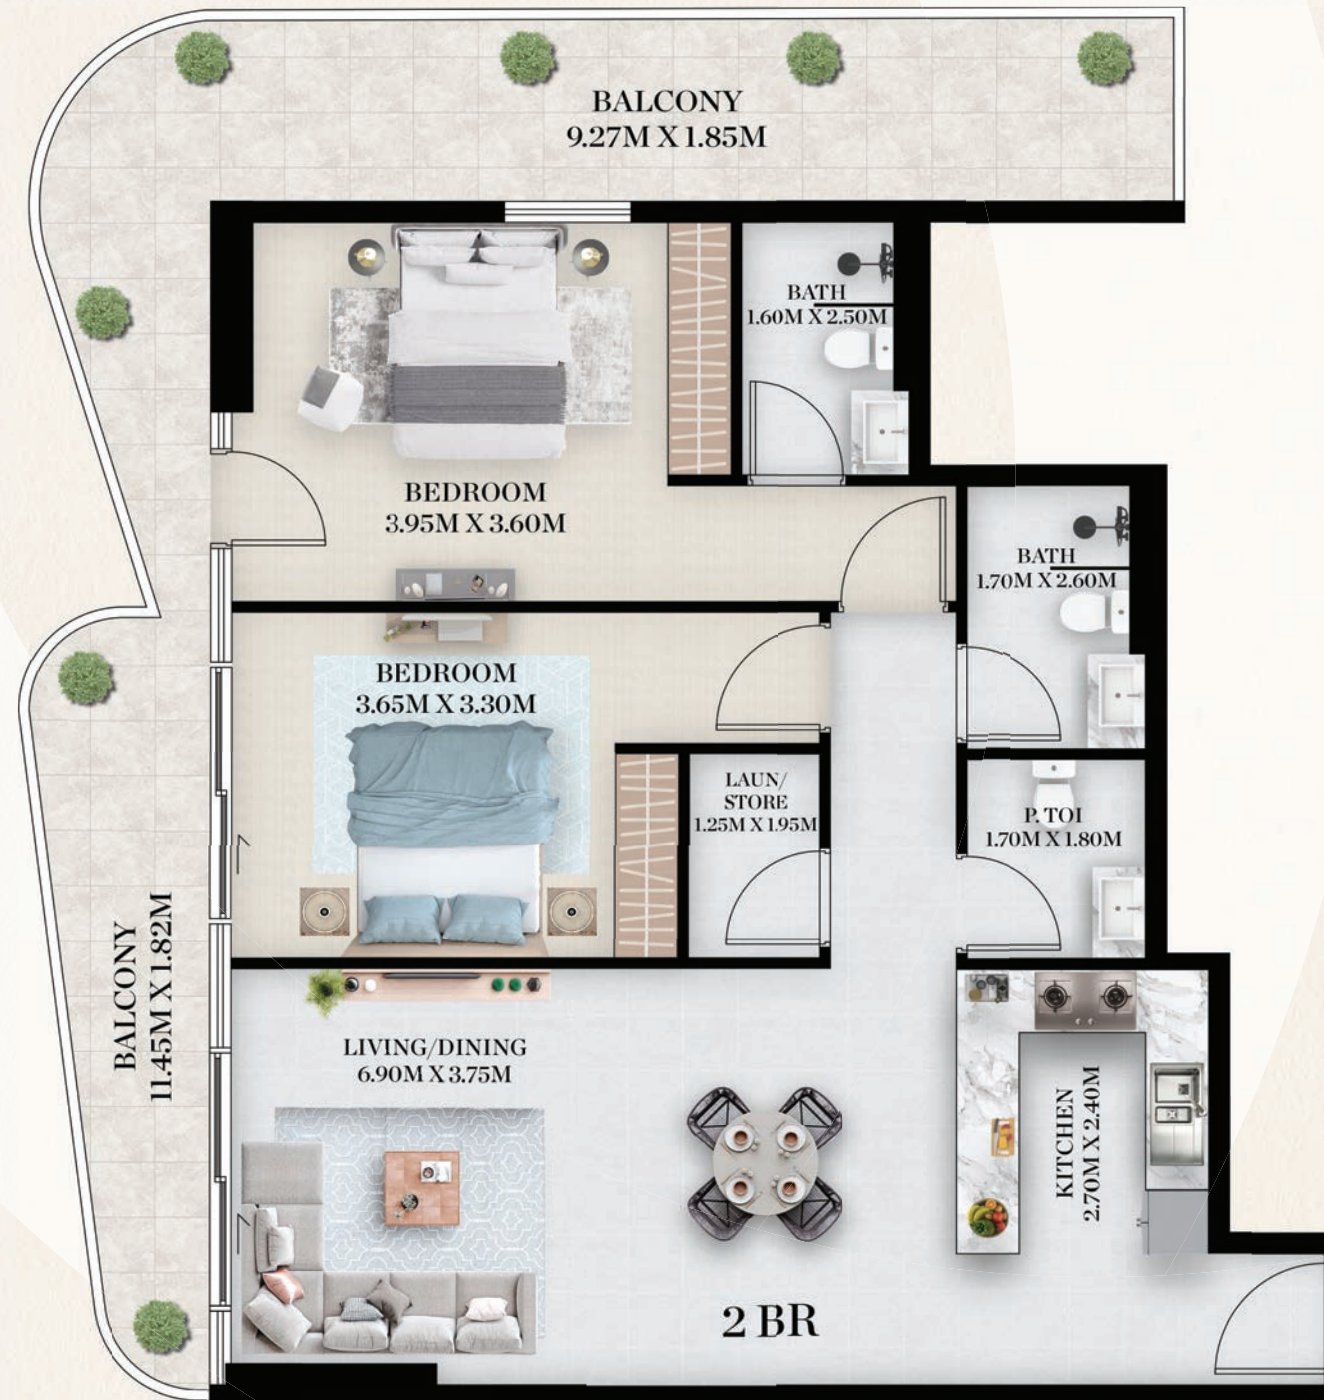 BALCONY
9.27M X 1.85M
BATH
1.60M X 2.50M
BEDROOM
3.95M X 3.60M
BATH
1.70M X 2.60M
BEDROOM
3.65M X 3.30M
LAUN/
STORE
1.25M X 1.95M
P. TOI
1.70M X 1.80M
BALCONY
11.45M X 1.82M
LIVING/DINING
6.90M X 3.75M
KITCHEN
2.70M X 2.40M
2 BR